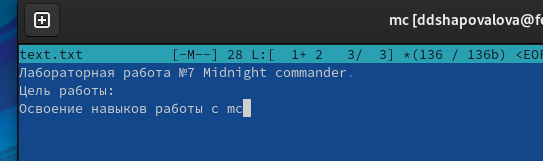 mc [ddshapovalova@fe
text.txt [-M--] 28 L:[ 1+ 2 3/ 3] *(136 / 136b) <EOF
Лабораторная работа №7 Midnight commander.
Цель работы:
Освоение навыков работы с mc